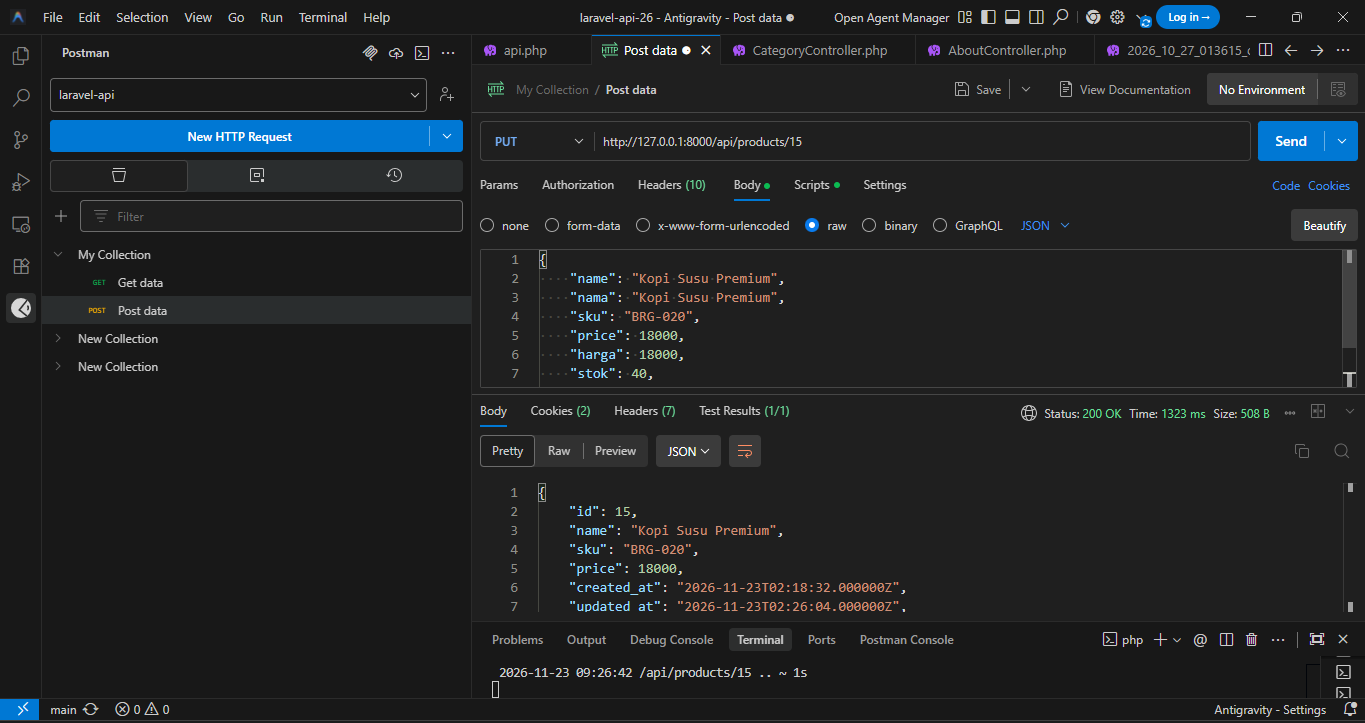 File Edit Selection View Go Run Terminal Help laravel-api-26 - Antigravity - Post data ● Open Agent Manager Log in →
Postman
api.php Post data ● CategoryController.php AboutController.php 2026_10_27_013615_c
laravel-api
HTTP My Collection / Post data Save View Documentation No Environment
New HTTP Request
PUT http://127.0.0.1:8000/api/products/15 Send
Params Authorization Headers (10) Body Scripts Settings Code Cookies
Filter
none form-data x-www-form-urlencoded raw binary GraphQL JSON Beautify
My Collection
GET Get data
POST Post data
New Collection
New Collection
1 {
2 "name": "Kopi Susu Premium",
3 "nama": "Kopi Susu Premium",
4 "sku": "BRG-020",
5 "price": 18000,
6 "harga": 18000,
7 "stok": 40,
Body Cookies (2) Headers (7) Test Results (1/1) Status: 200 OK Time: 1323 ms Size: 508 B
Pretty Raw Preview JSON
1 {
2 "id": 15,
3 "name": "Kopi Susu Premium",
4 "sku": "BRG-020",
5 "price": 18000,
6 "created_at": "2026-11-23T02:18:32.000000Z",
7 "updated_at": "2026-11-23T02:26:04.000000Z",
Problems Output Debug Console Terminal Ports Postman Console php
2026-11-23 09:26:42 /api/products/15 .. ~ 1s
main 0 0 Antigravity - Settings